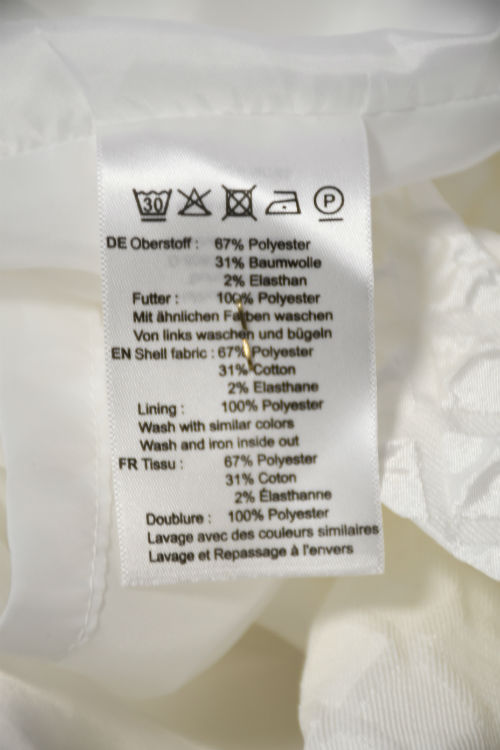 30 P
DE Oberstoff : 67% Polyester
31% Baumwolle
2% Elasthan
Futter : 100% Polyester
Mit ähnlichen Farben waschen
Von links waschen und bügeln
EN Shell fabric : 67% Polyester
31% Cotton
2% Elasthane
Lining : 100% Polyester
Wash with similar colors
Wash and iron inside out
FR Tissu : 67% Polyester
31% Coton
2% Élasthanne
Doublure : 100% Polyester
Lavage avec des couleurs similaires
Lavage et Repassage à l'envers